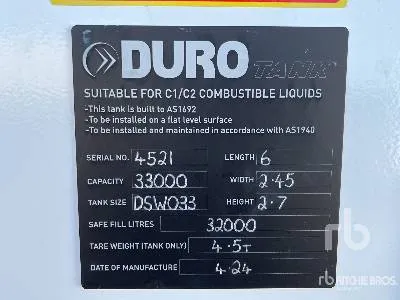 DURO TANK
SUITABLE FOR C1/C2 COMBUSTIBLE LIQUIDS
-This tank is built to AS1692
-To be installed on a flat level surface
-To be installed and maintained in accordance with AS1940
SERIAL NO. 4521 LENGTH 6
CAPACITY 33000 WIDTH 2.45
TANK SIZE DSW033 HEIGHT 2.7
SAFE FILL LITRES 32000
TARE WEIGHT (TANK ONLY) 4.5T
DATE OF MANUFACTURE 4-24
rb
RITCHIE BROS.